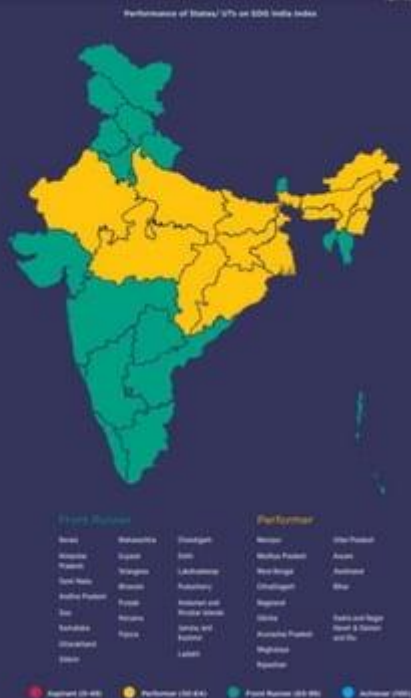 Performance of States/ UTs on SDG India Index
Front Runner
Performer
Kerala
Maharashtra
Chandigarh
Manipur
Uttar Pradesh
Himachal Pradesh
Gujarat
Delhi
Madhya Pradesh
Assam
Tamil Nadu
Telangana
Lakshadweep
West Bengal
Jharkhand
Andhra Pradesh
Mizoram
Puducherry
Chhattisgarh
Bihar
Goa
Punjab
Andaman and
Nicobar Islands
Nagaland
Karnataka
Haryana
Jammu and
Kashmir
Odisha
Dadra and Nagar
Haveli & Daman
and Diu
Uttarakhand
Tripura
Ladakh
Arunachal Pradesh
Sikkim
Meghalaya
Rajasthan
Aspirant (0-49)
Performer (50-64)
Front Runner (65-99)
Achiever (100)